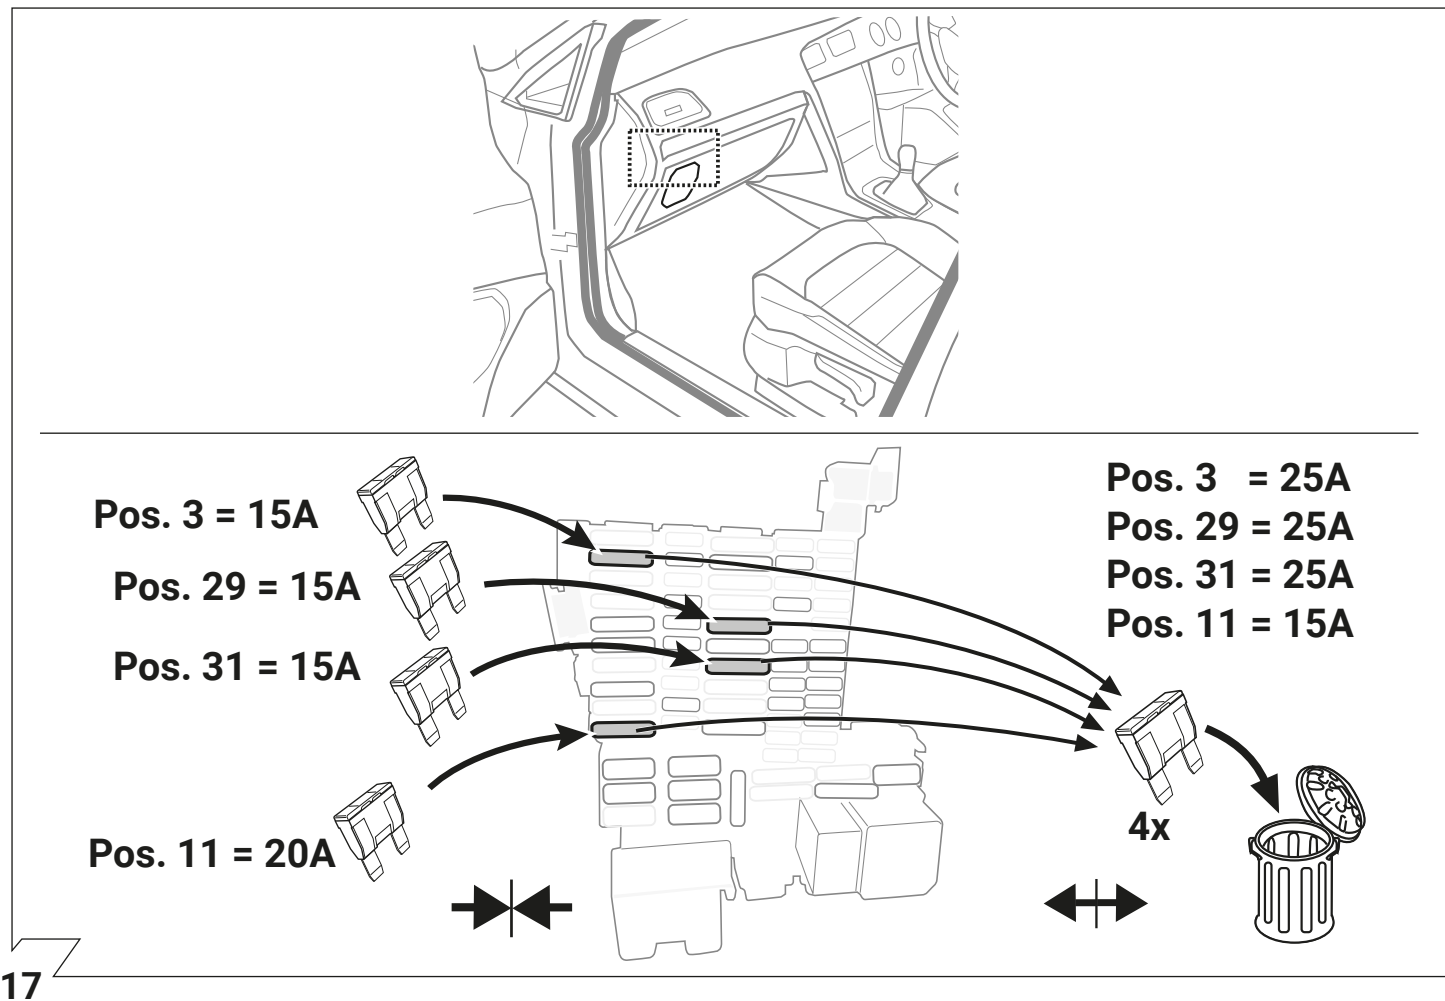 Pos. 3 = 15A
Pos. 29 = 15A
Pos. 31 = 15A
Pos. 11 = 20A
Pos. 3 = 25A
Pos. 29 = 25A
Pos. 31 = 25A
Pos. 11 = 15A
4x
17